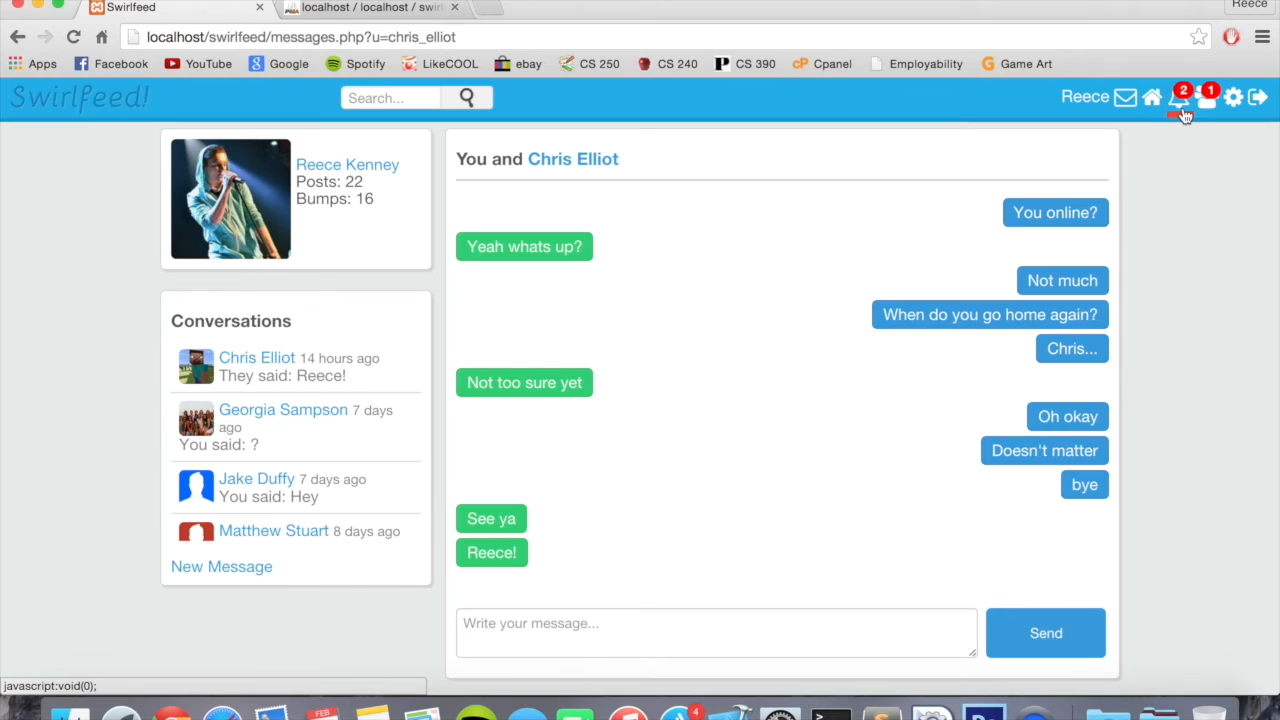 Swirlfeed
localhost / localhost / swirl
Reece
localhost/swirlfeed/messages.php?u=chris_elliot
Apps Facebook YouTube Google Spotify LikeCOOL ebay CS 250 CS 240 CS 390 Cpanel Employability Game Art
Swirlfeed!
Search...
Reece
2
1
Reece Kenney
Posts: 22
Bumps: 16
Conversations
Chris Elliot 14 hours ago
They said: Reece!
Georgia Sampson 7 days
ago
You said: ?
Jake Duffy 7 days ago
You said: Hey
Matthew Stuart 8 days ago
New Message
You and Chris Elliot
You online?
Yeah whats up?
Not much
When do you go home again?
Chris...
Not too sure yet
Oh okay
Doesn't matter
bye
See ya
Reece!
Write your message...
Send
javascript:void(0);
FEB
4